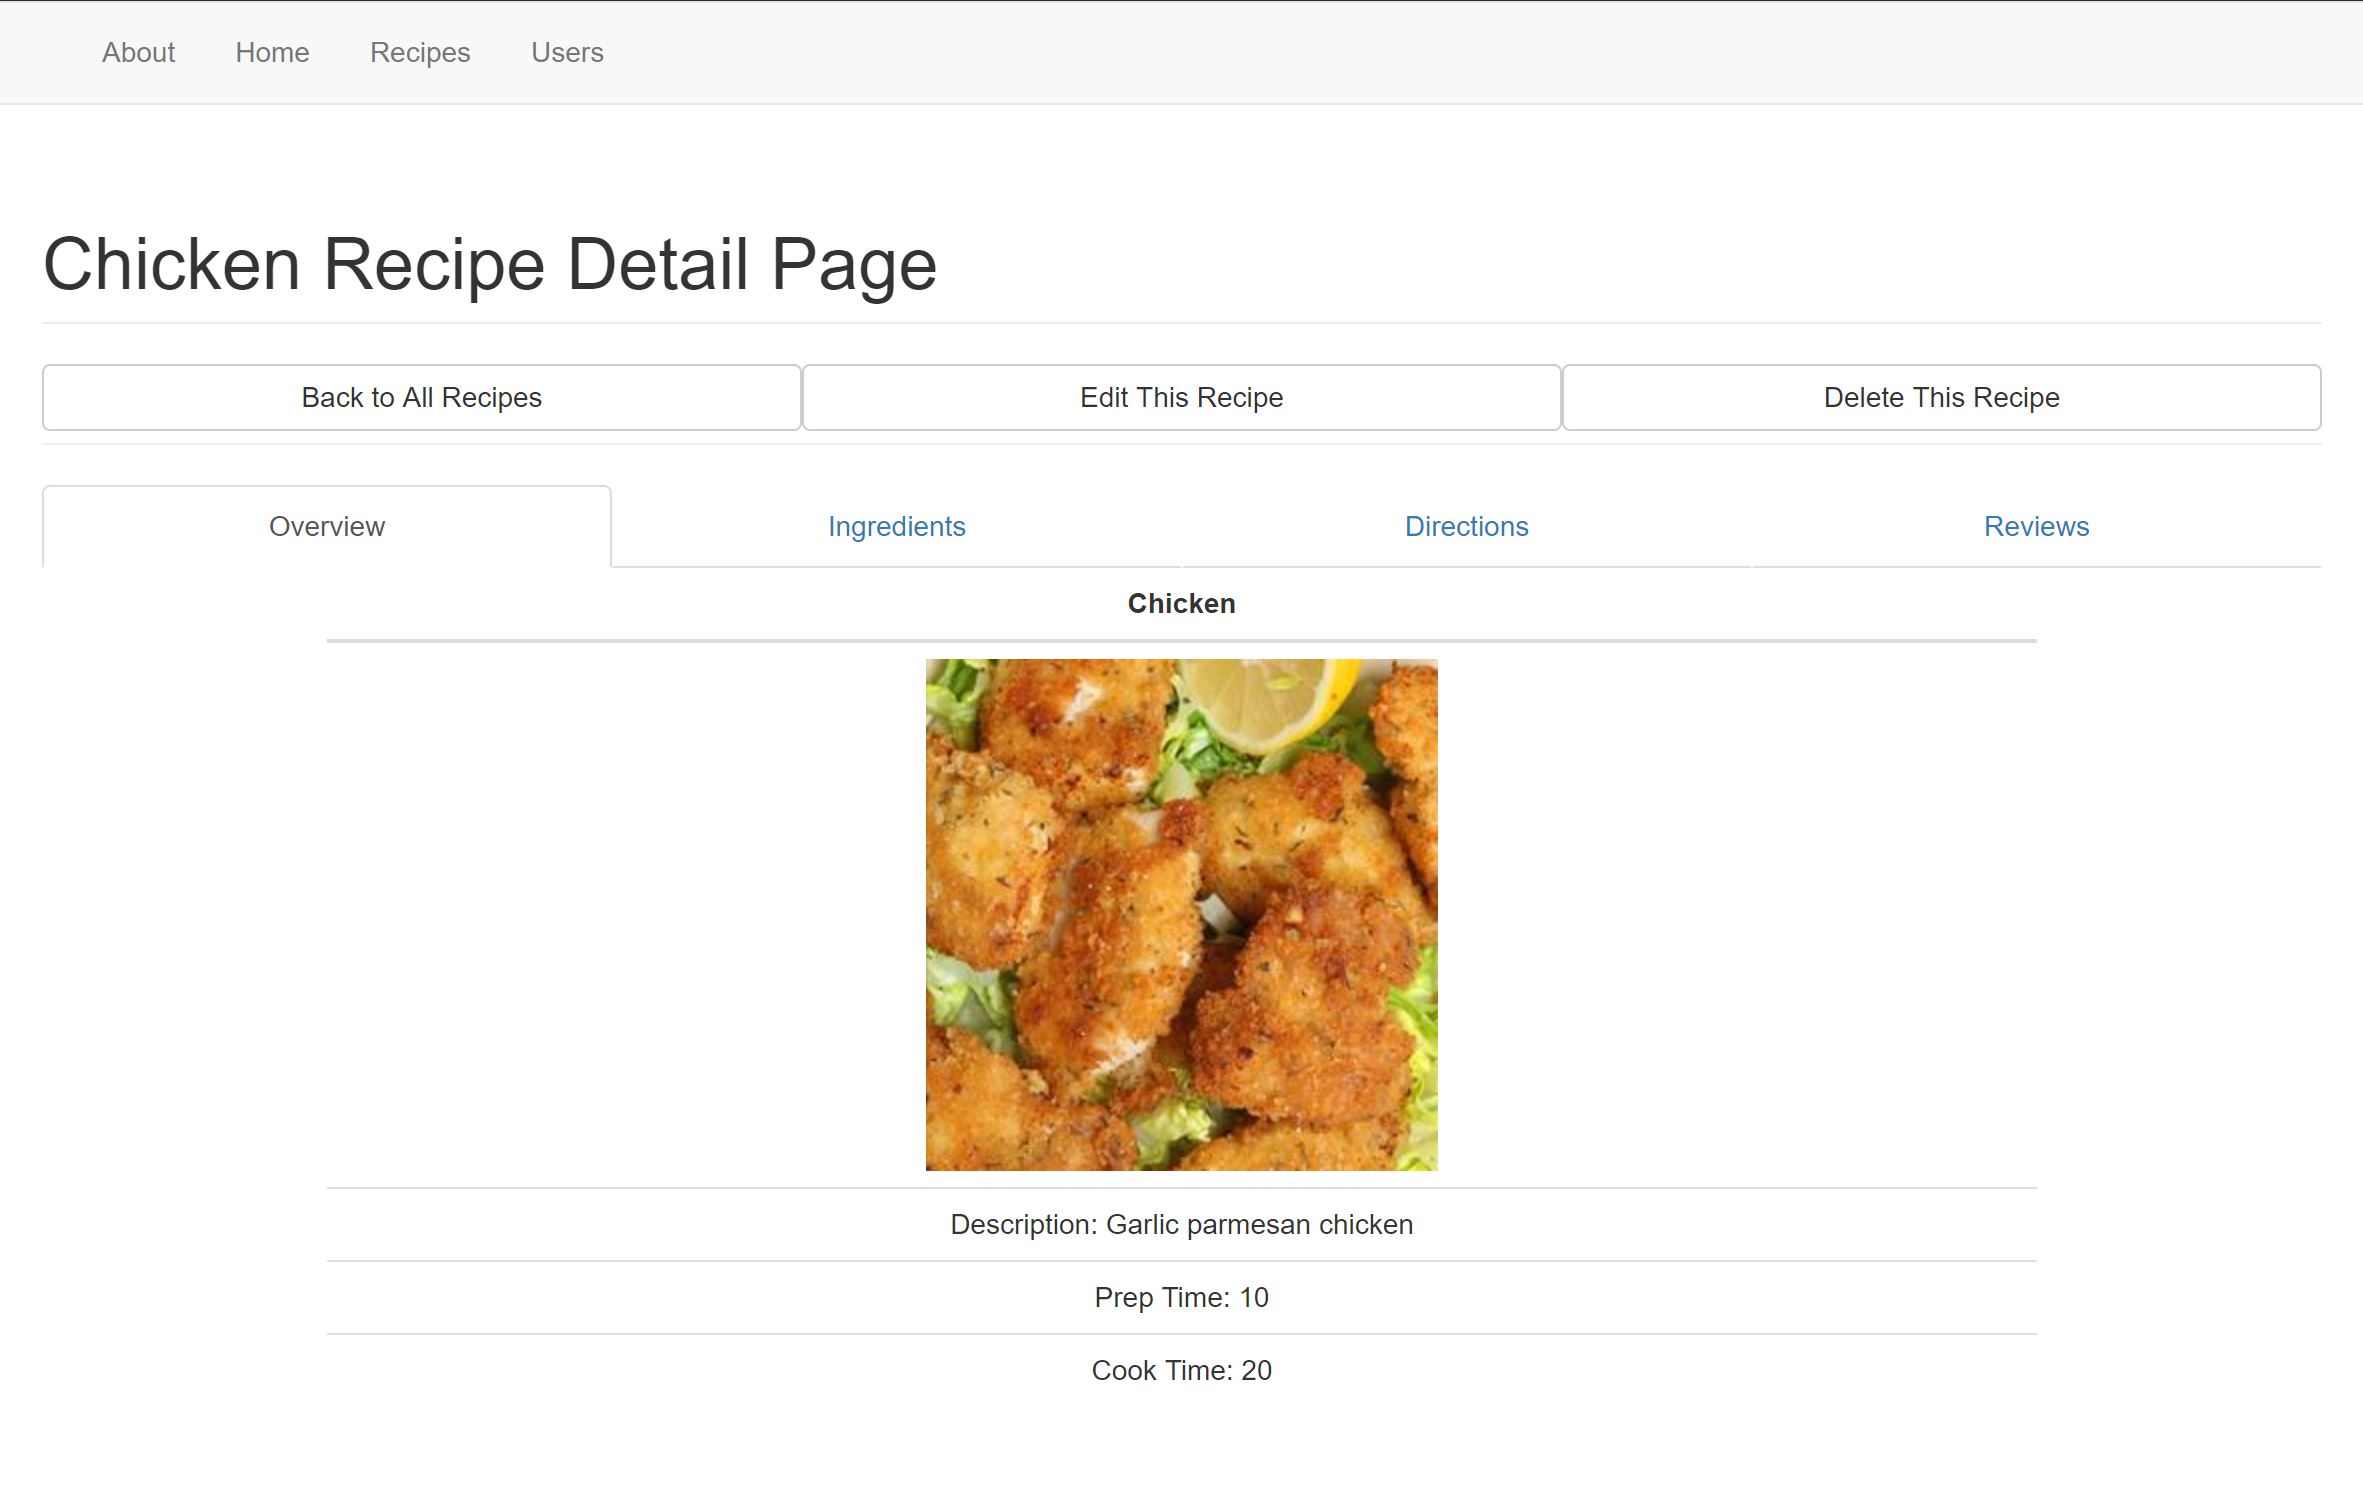 About Home Recipes Users
Chicken Recipe Detail Page
Back to All Recipes Edit This Recipe Delete This Recipe
Overview Ingredients Directions Reviews
Chicken
Description: Garlic parmesan chicken
Prep Time: 10
Cook Time: 20